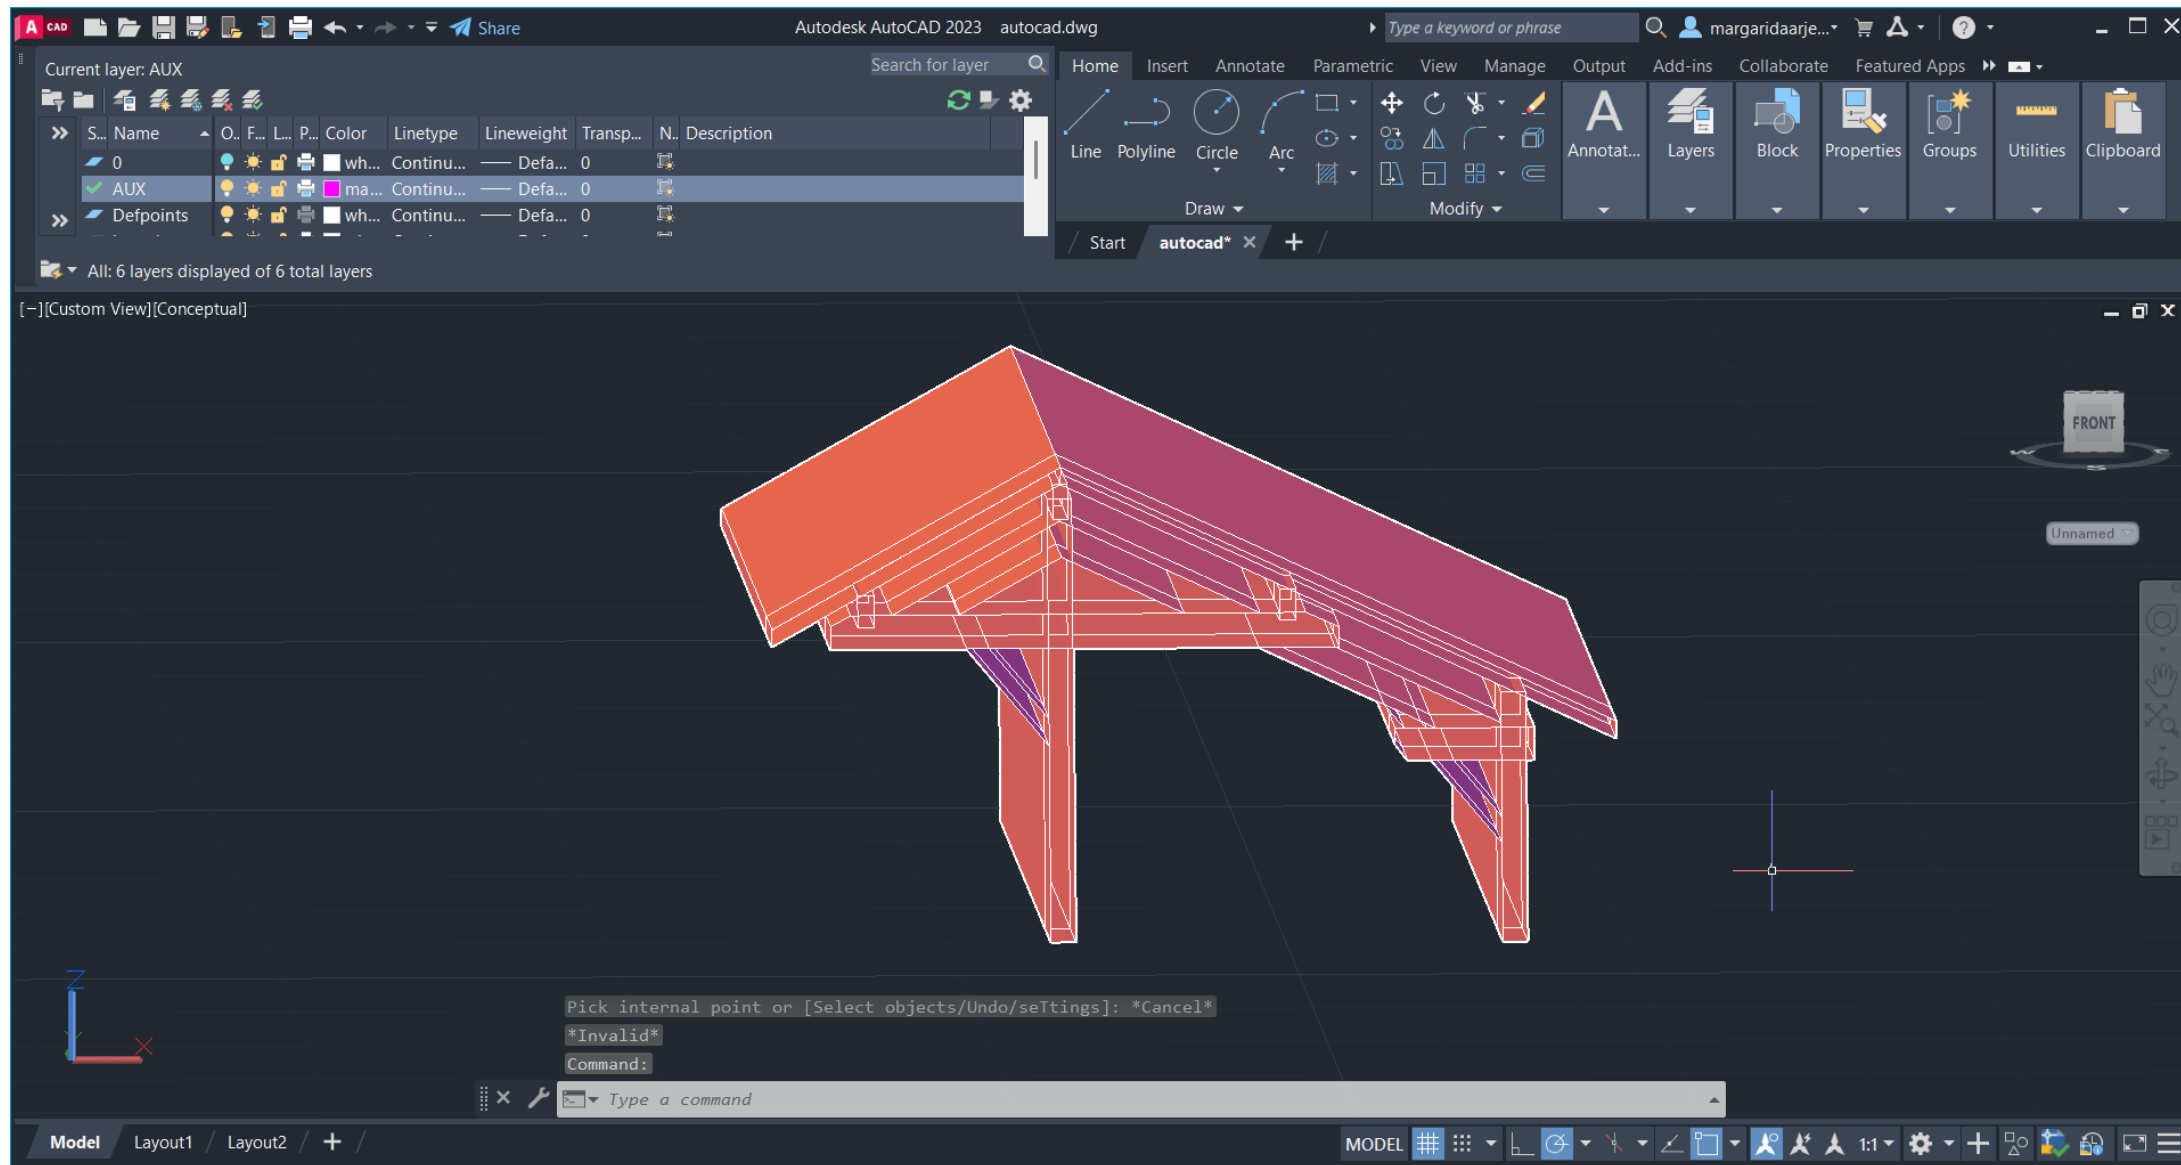 A CAD Share Autodesk AutoCAD 2023 autocad.dwg Type a keyword or phrase margaridaarje... ?
Current layer: AUX Search for layer
Home Insert Annotate Parametric View Manage Output Add-ins Collaborate Featured Apps
S... Name O.. F... L... P... Color Linetype Lineweight Transp... N.. Description
0 wh... Continu... Defa... 0
AUX ma... Continu... Defa... 0
Defpoints wh... Continu... Defa... 0
All: 6 layers displayed of 6 total layers
Line Polyline Circle Arc
Draw
Modify
A
Annotat... Layers Block Properties Groups Utilities Clipboard
Start autocad*
[−][Custom View][Conceptual]
FRONT
W S
Unnamed
Z
X
Y
Pick internal point or [Select objects/Undo/seTtings]: *Cancel*
*Invalid*
Command:
Type a command
Model Layout1 Layout2
MODEL 1:1